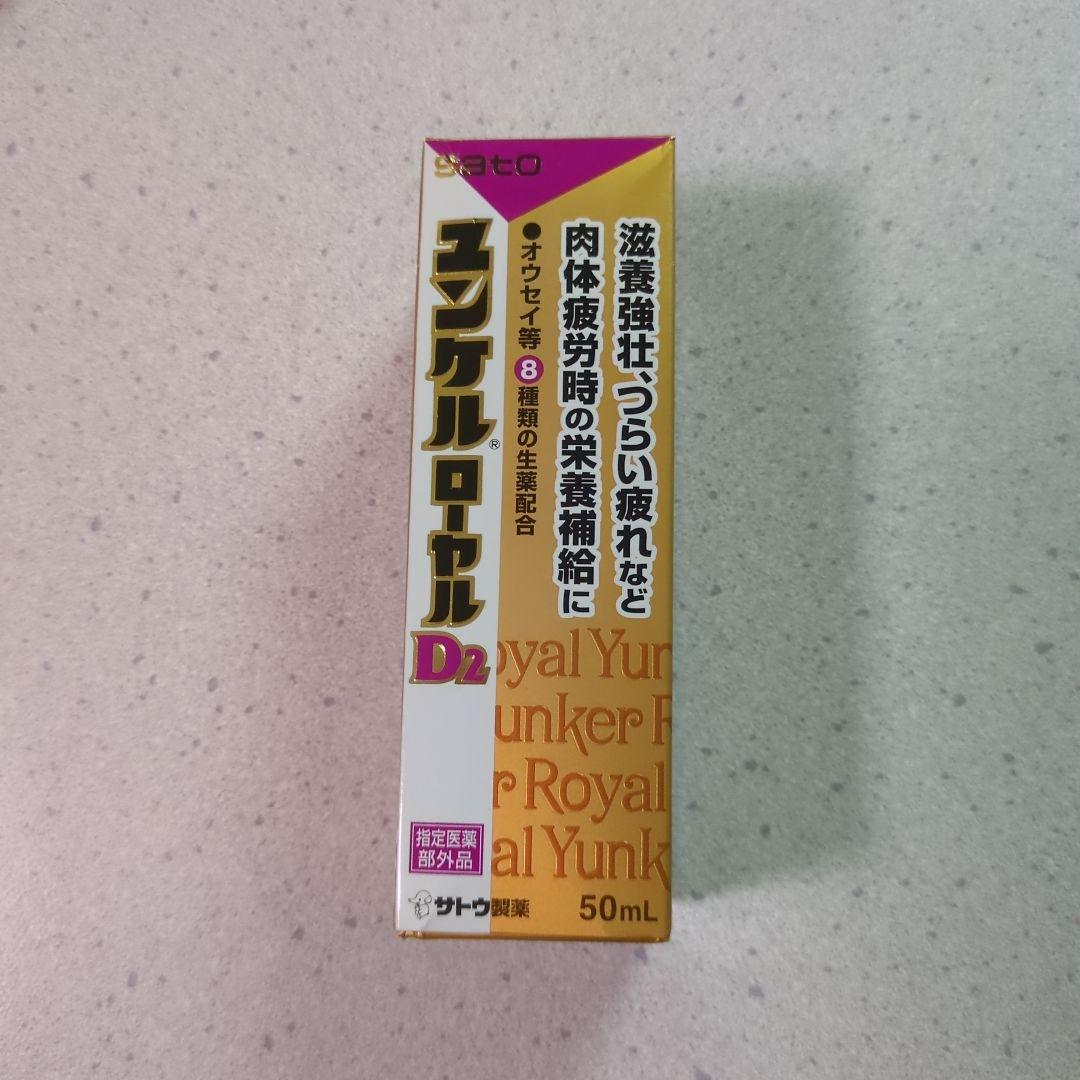 sato
滋養強壮、つらい疲れなど
肉体疲労時の栄養補給に
●オウセイ等8種類の生薬配合
ユンケル®ローヤル
D2
oyal Yun
unker R
r Royal
al Yunk
指定医薬
部外品
サトウ製薬
50mL